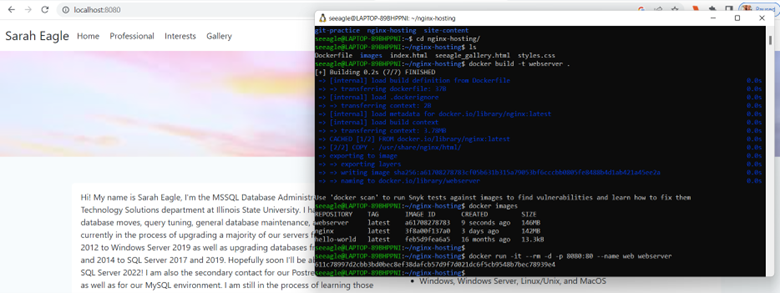 localhost:8080
Paused
Sarah Eagle
Home Professional Interests Gallery
Hi! My name is Sarah Eagle, I'm the MSSQL Database Administ
Technology Solutions department at Illinois State University. I h
database moves, query tuning, general database maintenance,
currently in the process of upgrading a majority of our servers f
2012 to Windows Server 2019 as well as upgrading databases fr
and 2014 to SQL Server 2017 and 2019. Hopefully soon I'll be a
SQL Server 2022! I am also the secondary contact for our Postre
as well as for our MySQL environment. I am still in the process of learning those
Windows, Windows Server, Linux/Unix, and MacOS
seeagle@LAPTOP-89BHPPNI: ~/nginx-hosting
git-practice nginx-hosting site-content
seeagle@LAPTOP-89BHPPNI:~$ cd nginx-hosting/
seeagle@LAPTOP-89BHPPNI:~/nginx-hosting$ ls
Dockerfile images index.html seeagle_gallery.html styles.css
seeagle@LAPTOP-89BHPPNI:~/nginx-hosting$ docker build -t webserver .
[+] Building 0.2s (7/7) FINISHED
=> [internal] load build definition from Dockerfile 0.0s
=> => transferring dockerfile: 37B 0.0s
=> [internal] load .dockerignore 0.0s
=> => transferring context: 2B 0.0s
=> [internal] load metadata for docker.io/library/nginx:latest 0.0s
=> [internal] load build context 0.0s
=> => transferring context: 3.70MB 0.0s
=> CACHED [1/2] FROM docker.io/library/nginx:latest 0.0s
=> [2/2] COPY . /usr/share/nginx/html/ 0.0s
=> exporting to image 0.0s
=> => exporting layers 0.0s
=> => writing image 0.0s
=> => naming to docker.io/library/webserver 0.0s
Use 'docker scan' to run Snyk tests against images to find vulnerabilities and learn how to fix them
seeagle@LAPTOP-89BHPPNI:~/nginx-hosting$ docker images
REPOSITORY TAG IMAGE ID CREATED SIZE
webserver latest a61708278783 9 seconds ago 146MB
nginx latest 3f8a00f137a0 3 days ago 142MB
hello-world latest feb5d9fea6a5 16 months ago 13.3kB
seeagle@LAPTOP-89BHPPNI:~/nginx-hosting$
seeagle@LAPTOP-89BHPPNI:~/nginx-hosting$ docker run -it --rm -d -p 8080:80 --name web webserver
611c78997d2cbb3bd0bec8ef38dafcb57d9f7d021dc6f5cb9548b7bec78939e4
seeagle@LAPTOP-89BHPPNI:~/nginx-hosting$